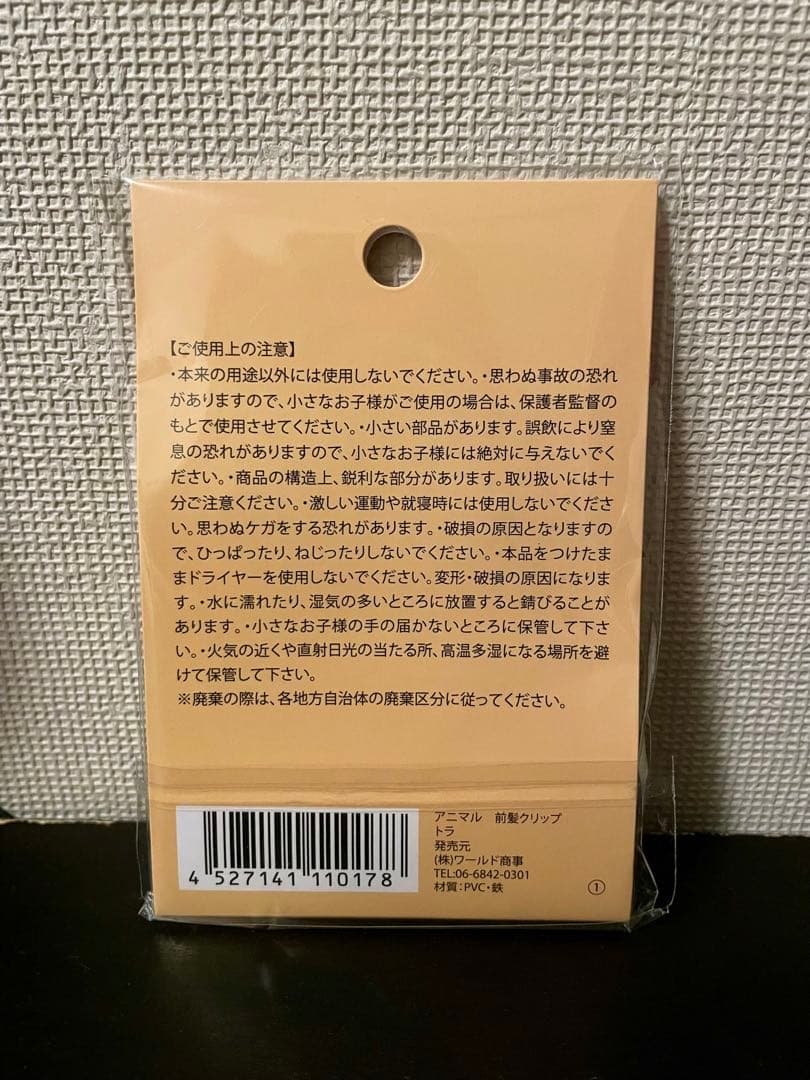 【ご使用上の注意】
・本来の用途以外には使用しないでください。・思わぬ事故の恐れ
がありますので、小さなお子様がご使用の場合は、保護者監督の
もとで使用させてください。・小さい部品があります。誤飲により窒
息の恐れがありますので、小さなお子様には絶対に与えないでく
ださい。・商品の構造上、鋭利な部分があります。取り扱いには十
分ご注意ください。・激しい運動や就寝時には使用しないでくださ
い。思わぬケガをする恐れがあります。・破損の原因となりますの
で、ひっぱったり、ねじったりしないでください。・本品をつけたま
まドライヤーを使用しないでください。変形・破損の原因になりま
す。・水に濡れたり、湿気の多いところに放置すると錆びることが
あります。・小さなお子様の手の届かないところに保管して下さ
い。・火気の近くや直射日光の当たる所、高温多湿になる場所を避
けて保管して下さい。
※廃棄の際は、各地方自治体の廃棄区分に従ってください。
4 527141 110178
アニマル 前髪クリップ
トラ
発売元
(株)ワールド商事
TEL:06-6842-0301
材質:PVC・鉄
①